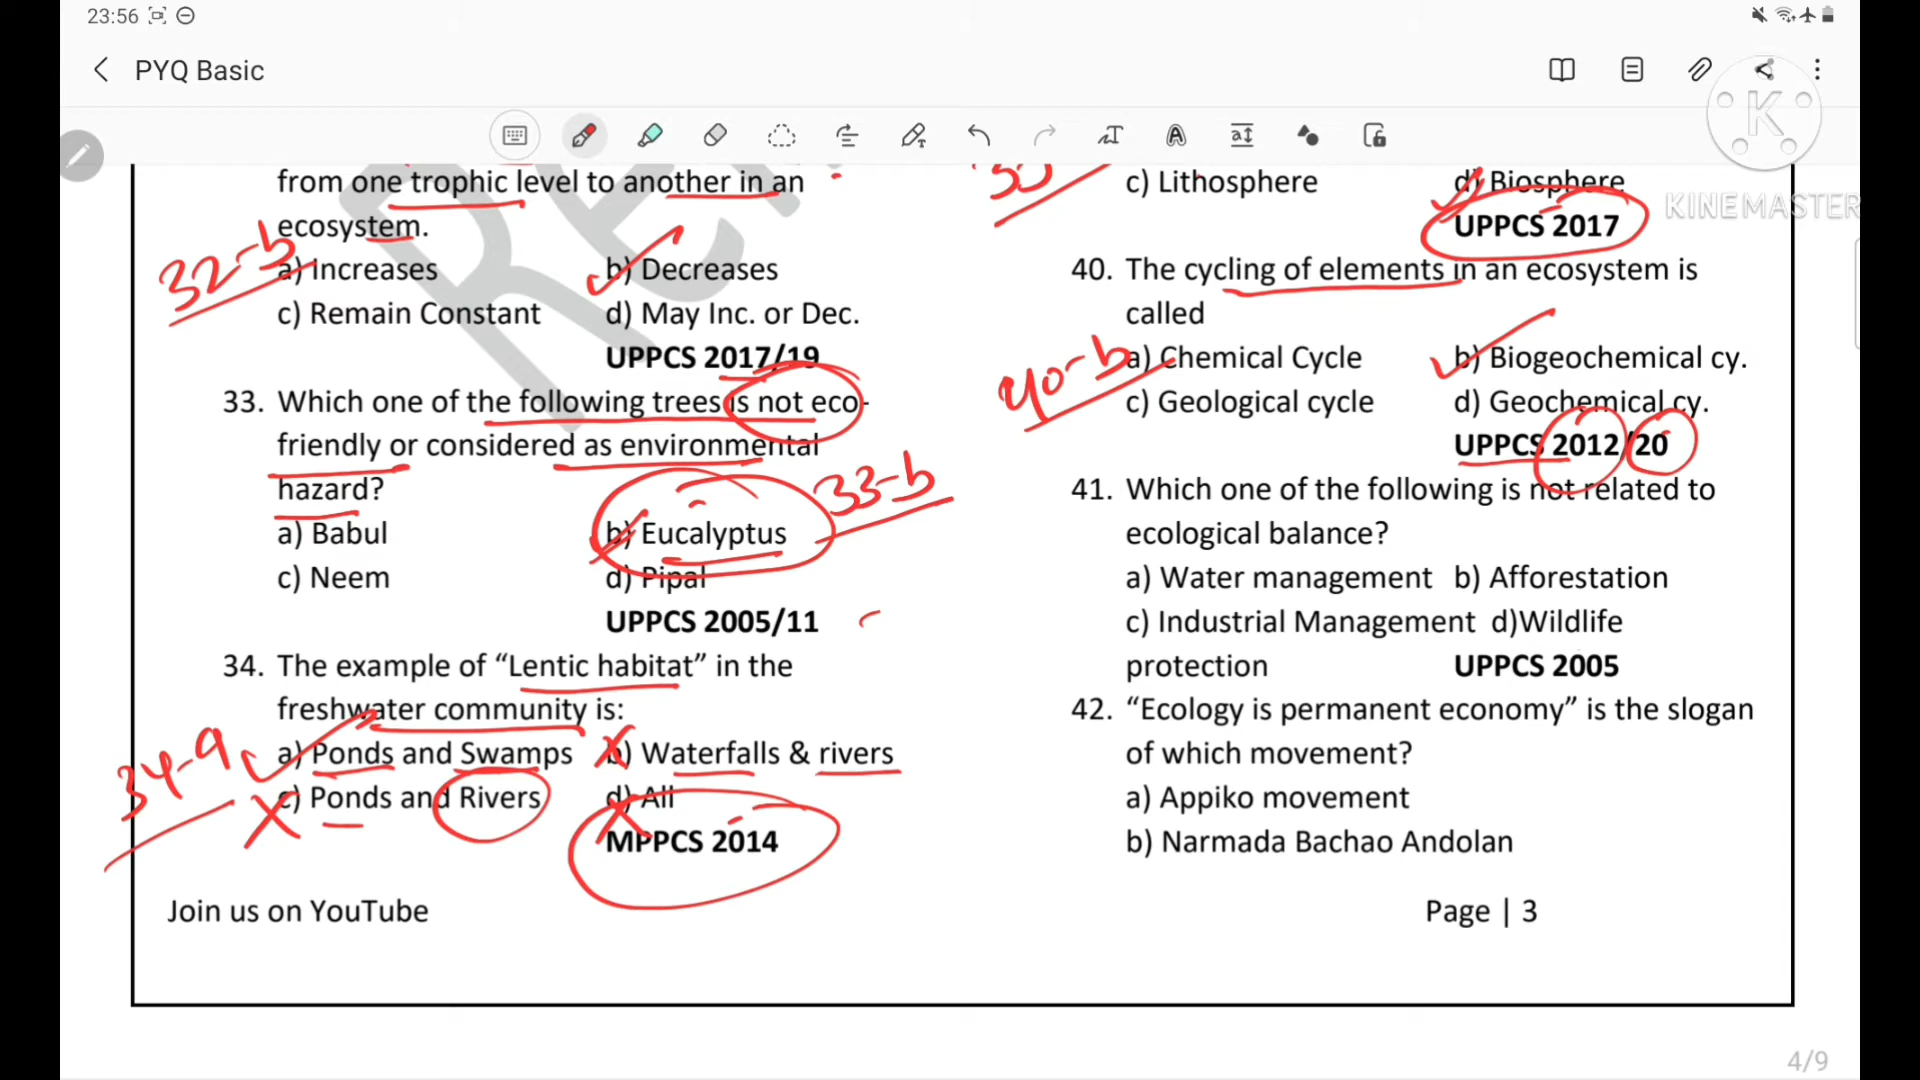 23:56
PYQ Basic
KINEMASTER
from one trophic level to another in an
ecosystem.
32-b
a) Increases b) Decreases
c) Remain Constant d) May Inc. or Dec.
UPPCS 2017/19
33. Which one of the following trees is not eco-
friendly or considered as environmental
hazard?
33-b
a) Babul b) Eucalyptus
c) Neem d) Pipal
UPPCS 2005/11
34. The example of “Lentic habitat” in the
freshwater community is:
34-a
a) Ponds and Swamps b) Waterfalls & rivers
c) Ponds and Rivers d) All
MPPCS 2014
Join us on YouTube
c) Lithosphere d) Biosphere
UPPCS 2017
40. The cycling of elements in an ecosystem is
called
40-b
a) Chemical Cycle b) Biogeochemical cy.
c) Geological cycle d) Geochemical cy.
UPPCS 2012/20
41. Which one of the following is not related to
ecological balance?
a) Water management b) Afforestation
c) Industrial Management d)Wildlife
protection UPPCS 2005
42. “Ecology is permanent economy” is the slogan
of which movement?
a) Appiko movement
b) Narmada Bachao Andolan
Page | 3
4/9